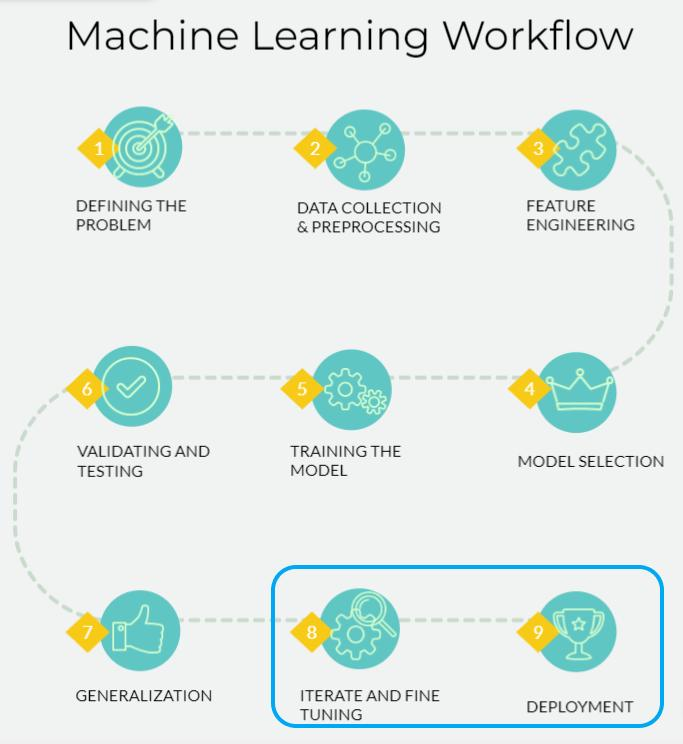 Machine Learning Workflow
1
DEFINING THE
PROBLEM
2
DATA COLLECTION
& PREPROCESSING
3
FEATURE
ENGINEERING
4
MODEL SELECTION
5
TRAINING THE
MODEL
6
VALIDATING AND
TESTING
7
GENERALIZATION
8
ITERATE AND FINE
TUNING
9
DEPLOYMENT